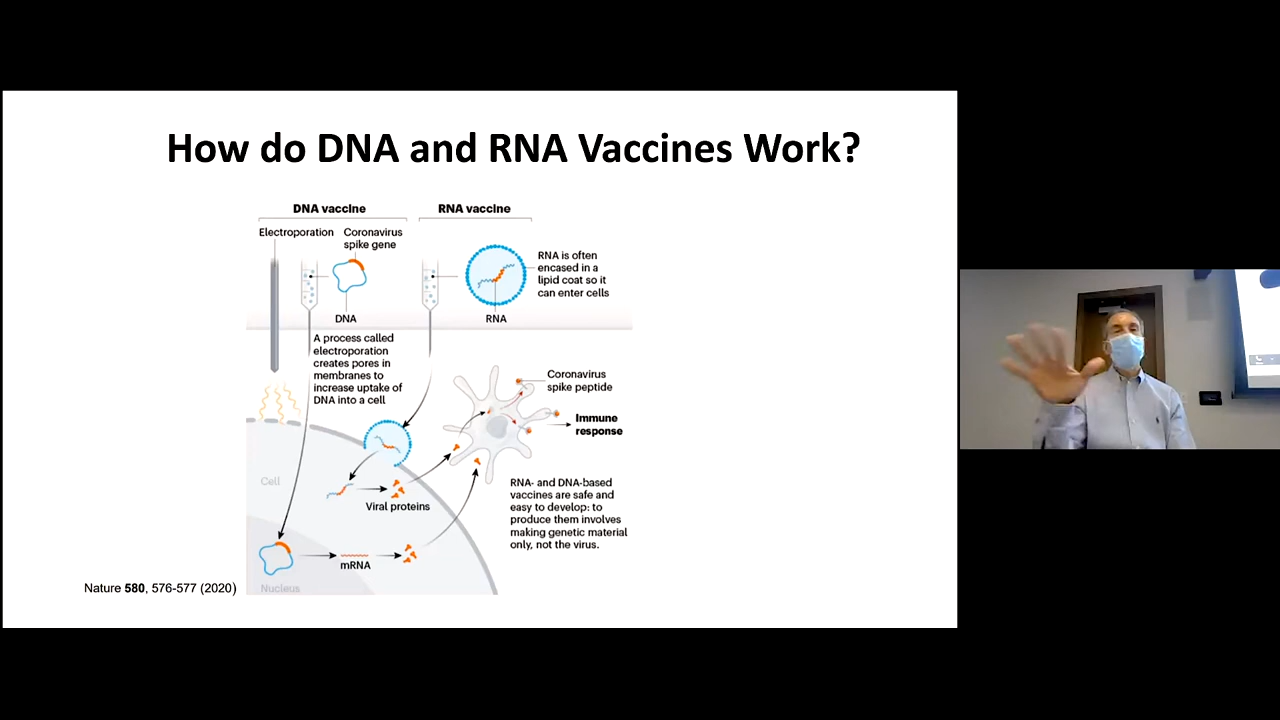 How do DNA and RNA Vaccines Work?
DNA vaccine
RNA vaccine
Electroporation
Coronavirus
spike gene
RNA is often
encased in a
lipid coat so it
can enter cells
DNA
RNA
A process called
electroporation
creates pores in
membranes to
increase uptake of
DNA into a cell
Coronavirus
spike peptide
Immune
response
Cell
Viral proteins
RNA- and DNA-based
vaccines are safe and
easy to develop: to
produce them involves
making genetic material
only, not the virus.
mRNA
Nucleus
Nature 580, 576-577 (2020)